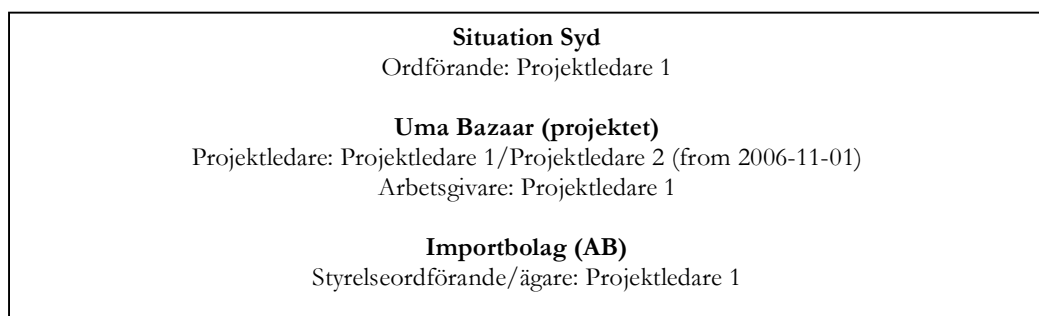 Situation Syd
Ordförande: Projektledare 1
Uma Bazaar (projektet)
Projektledare: Projektledare 1/Projektledare 2 (from 2006-11-01)
Arbetsgivare: Projektledare 1
Importbolag (AB)
Styrelseordförande/ägare: Projektledare 1